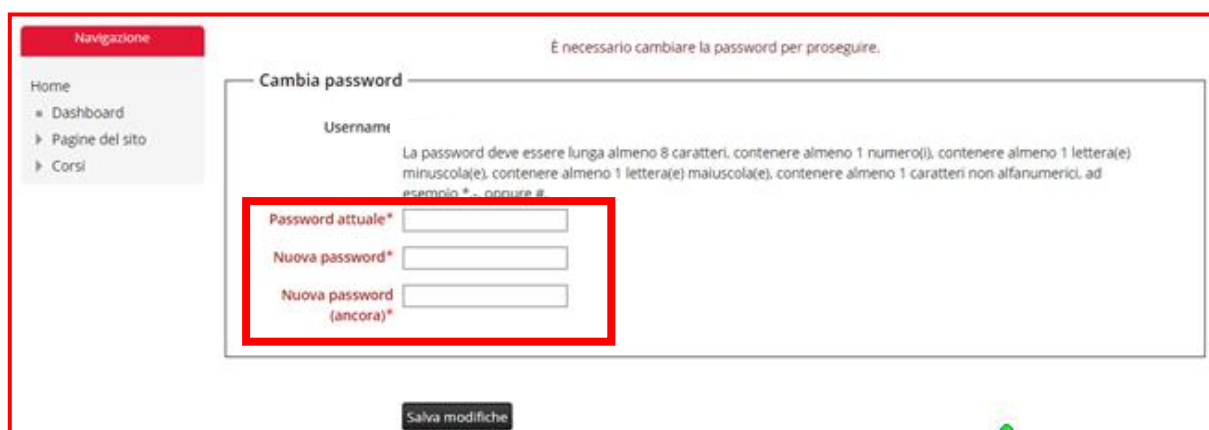 Navigazione
È necessario cambiare la password per proseguire.
Home
Dashboard
Pagine del sito
Corsi
Cambia password
Username
La password deve essere lunga almeno 8 caratteri, contenere almeno 1 numero(i), contenere almeno 1 lettera(e)
minuscola(e), contenere almeno 1 lettera(e) maiuscola(e), contenere almeno 1 caratteri non alfanumerici, ad
esempio *,-, oppure #.
Password attuale*
Nuova password*
Nuova password
(ancora)*
Salva modifiche